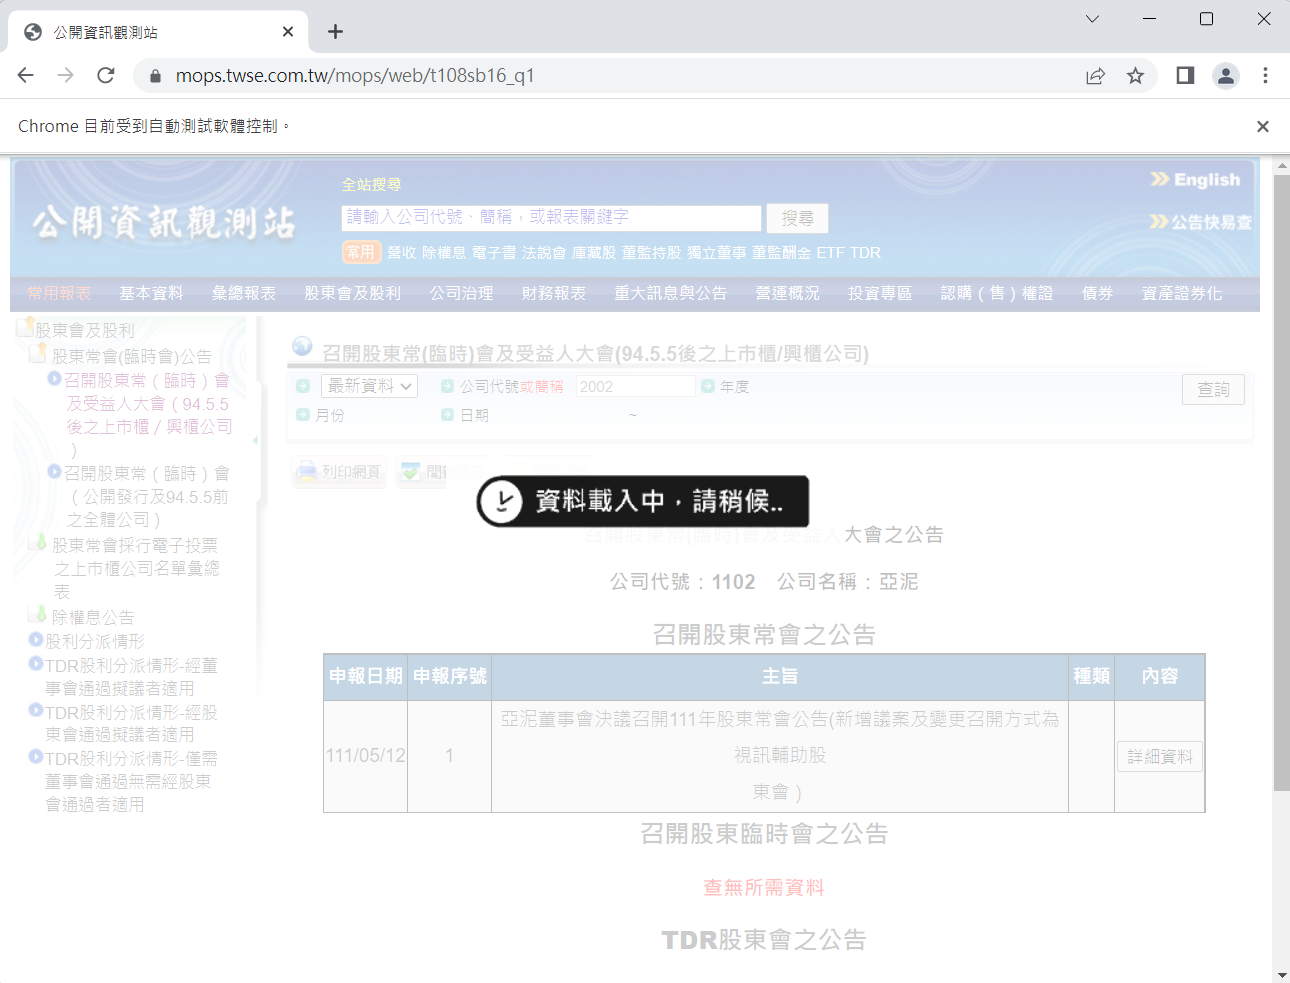 公開資訊觀測站
mops.twse.com.tw/mops/web/t108sb16_q1
Chrome 目前受到自動測試軟體控制。
公開資訊觀測站
全站搜尋
請輸入公司代號、簡稱，或報表關鍵字
搜尋
常用 營收 除權息 電子書 法說會 庫藏股 董監持股 獨立董事 董監酬金 ETF TDR
English
公告快易查
常用報表 基本資料 彙總報表 股東會及股利 公司治理 財務報表 重大訊息與公告 營運概況 投資專區 認購（售）權證 債券 資產證券化
股東會及股利
股東常會(臨時會)公告
召開股東常（臨時）會
及受益人大會（94.5.5
後之上市櫃／興櫃公司
）
召開股東常（臨時）會
（公開發行及94.5.5前
之全體公司）
股東常會採行電子投票
之上市櫃公司名單彙總
表
除權息公告
股利分派情形
TDR股利分派情形-經董
事會通過擬議者適用
TDR股利分派情形-經股
東會通過擬議者適用
TDR股利分派情形-僅需
董事會通過無需經股東
會通過者適用
召開股東常(臨時)會及受益人大會(94.5.5後之上市櫃/興櫃公司)
最新資料 公司代號或簡稱 2002 年度
月份 日期 ~
查詢
列印網頁
資料載入中，請稍候..
召開股東常(臨時)會及受益人大會之公告
公司代號：1102 公司名稱：亞泥
召開股東常會之公告
申報日期 申報序號 主旨 種類 內容
111/05/12 1 亞泥董事會決議召開111年股東常會公告(新增議案及變更召開方式為
視訊輔助股
東會）
詳細資料
召開股東臨時會之公告
查無所需資料
TDR股東會之公告